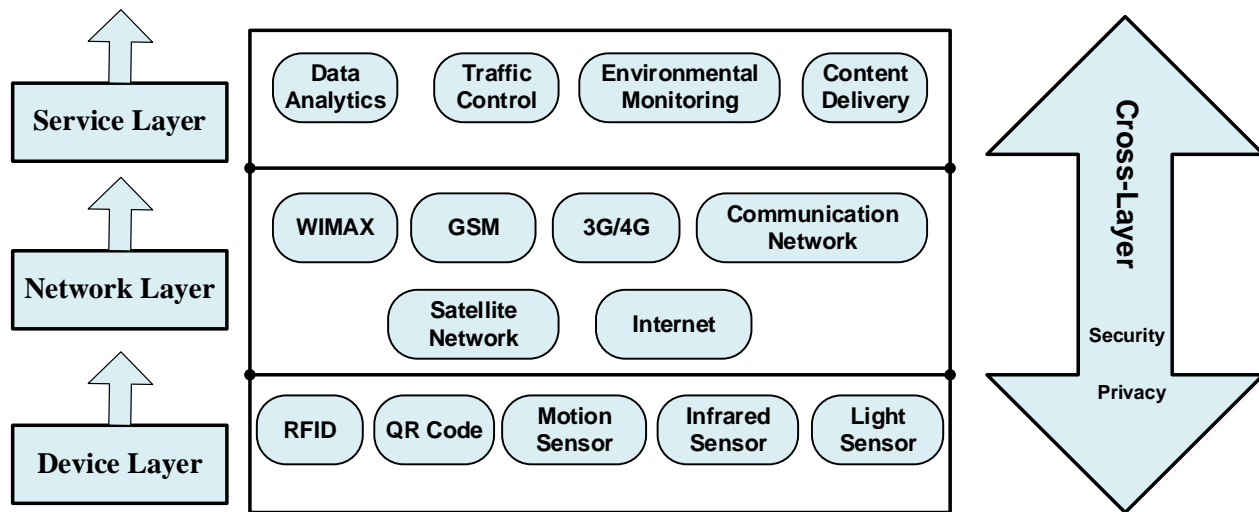 Service Layer
Data
Analytics
Traffic
Control
Environmental
Monitoring
Content
Delivery
Network Layer
WIMAX
GSM
3G/4G
Communication
Network
Satellite
Network
Internet
Device Layer
RFID
QR Code
Motion
Sensor
Infrared
Sensor
Light
Sensor
Cross-Layer
Security
Privacy